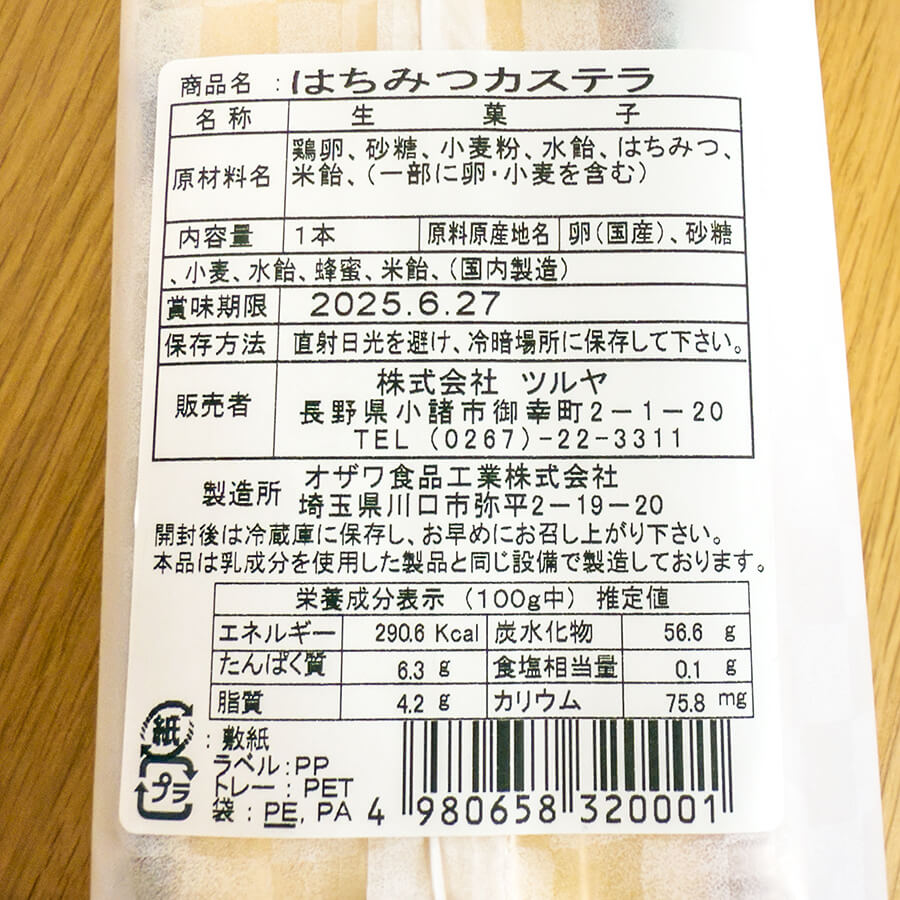 商品名 : はちみつカステラ
名称 生菓子
原材料名 鶏卵、砂糖、小麦粉、水飴、はちみつ、
米飴、(一部に卵・小麦を含む)
内容量 1本 原料原産地名 卵(国産)、砂糖
、小麦、水飴、蜂蜜、米飴、(国内製造)
賞味期限 2025.6.27
保存方法 直射日光を避け、冷暗場所に保存して下さい。
販売者 株式会社 ツルヤ
長野県小諸市御幸町2-1-20
TEL (0267)-22-3311
製造所 オザワ食品工業株式会社
埼玉県川口市弥平2-19-20
開封後は冷蔵庫に保存し、お早めにお召し上がり下さい。
本品は乳成分を使用した製品と同じ設備で製造しております。
栄養成分表示 (100g中) 推定値
エネルギー 290.6 Kcal 炭水化物 56.6 g
たんぱく質 6.3 g 食塩相当量 0.1 g
脂質 4.2 g カリウム 75.8 mg
紙 : 敷紙
プラ ラベル:PP
トレー:PET
袋:PE, PA
4 980658 320001